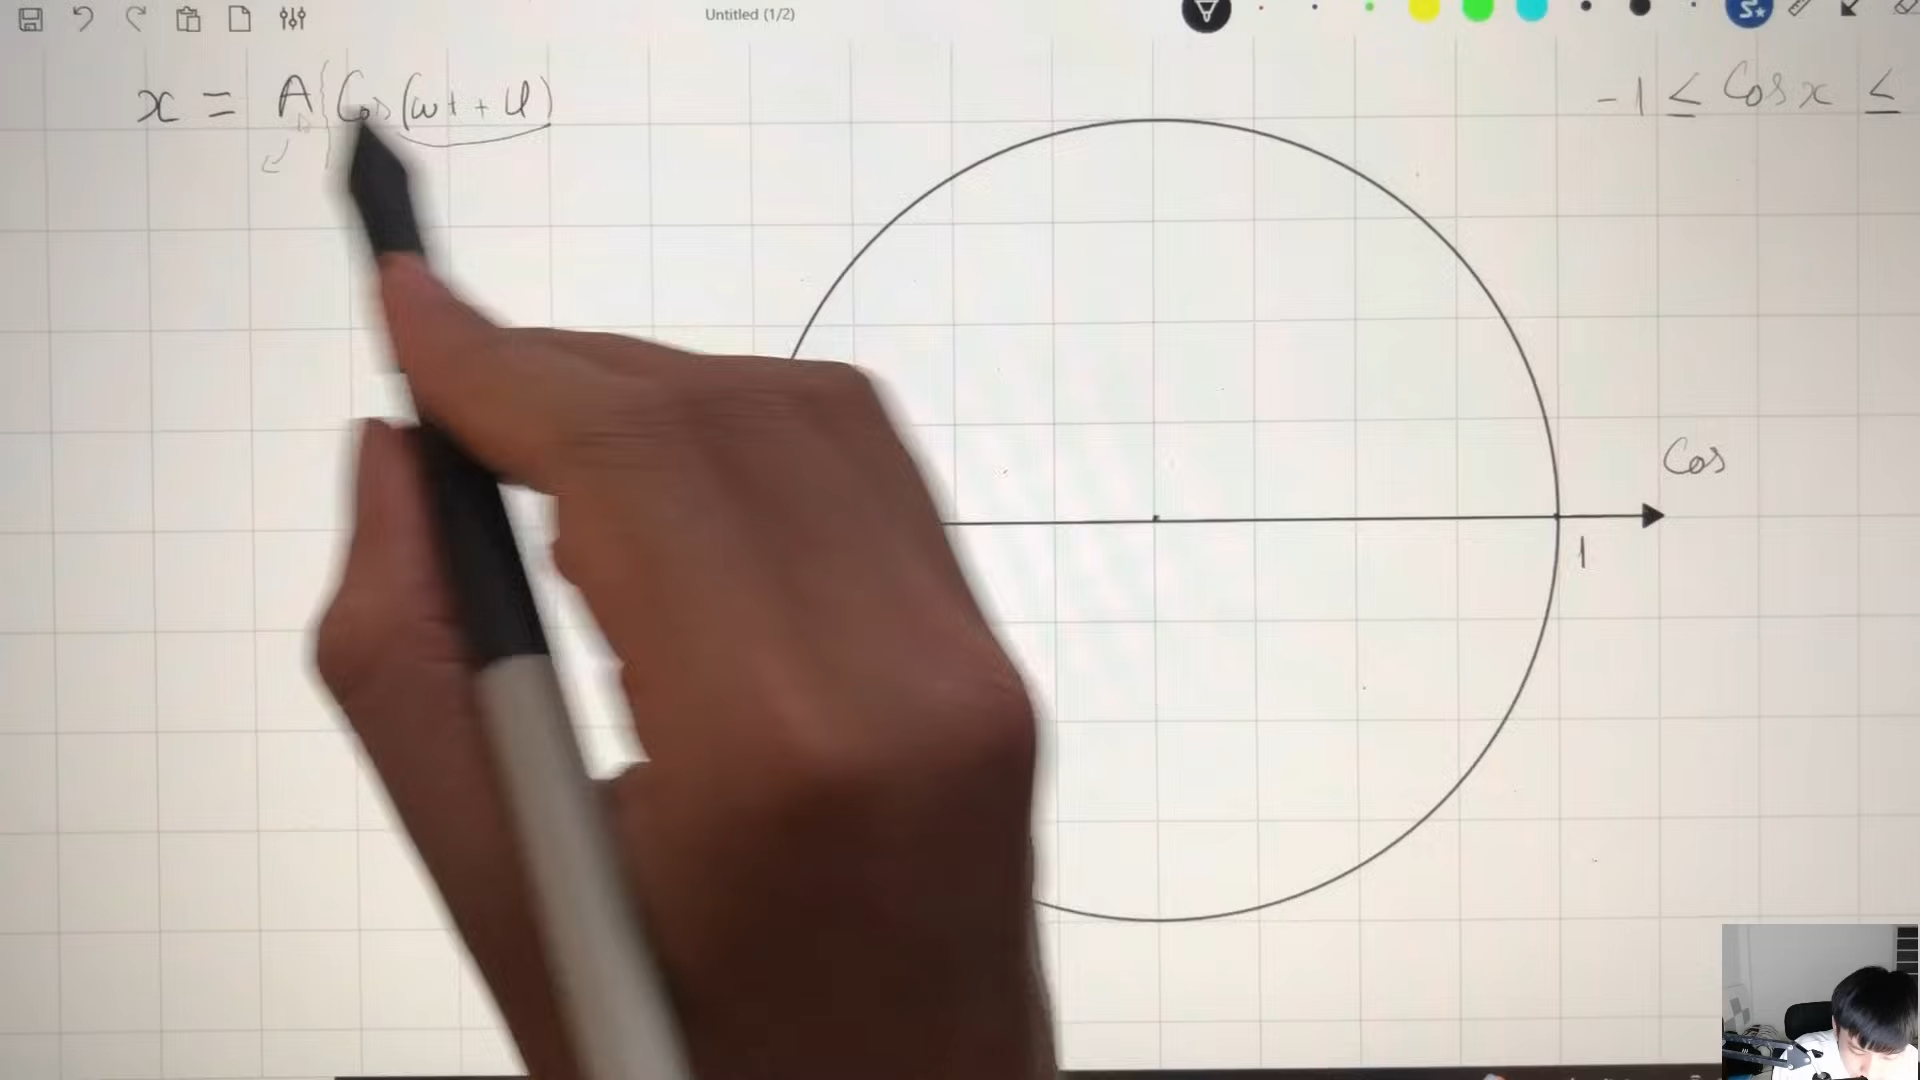 Untitled (1/2)
x = A{Cos(ωt + φ)
-1 ≤ Cos x ≤
Cos
1